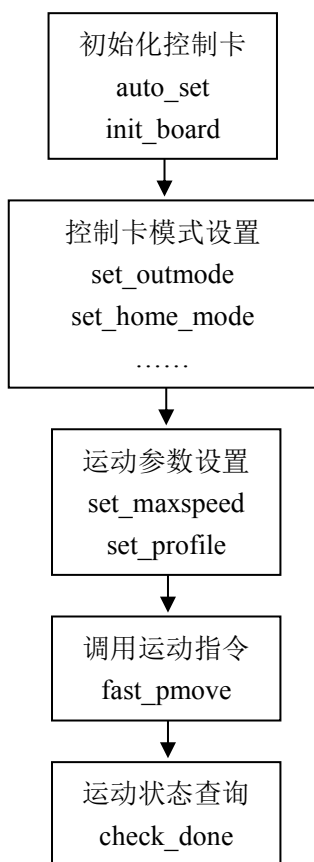 初始化控制卡
auto_set
init_board
控制卡模式设置
set_outmode
set_home_mode
……
运动参数设置
set_maxspeed
set_profile
调用运动指令
fast_pmove
运动状态查询
check_done